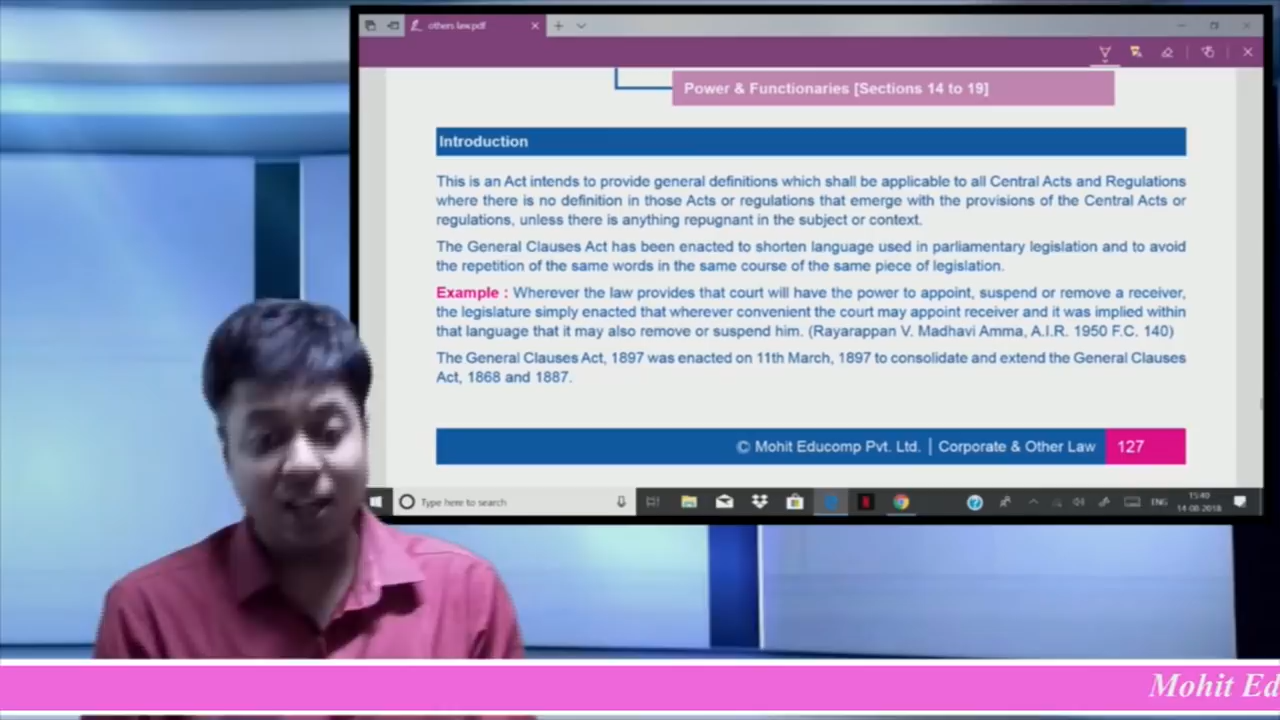 others law.pdf
Power & Functionaries [Sections 14 to 19]
Introduction
This is an Act intends to provide general definitions which shall be applicable to all Central Acts and Regulations
where there is no definition in those Acts or regulations that emerge with the provisions of the Central Acts or
regulations, unless there is anything repugnant in the subject or context.
The General Clauses Act has been enacted to shorten language used in parliamentary legislation and to avoid
the repetition of the same words in the same course of the same piece of legislation.
Example : Wherever the law provides that court will have the power to appoint, suspend or remove a receiver,
the legislature simply enacted that wherever convenient the court may appoint receiver and it was implied within
that language that it may also remove or suspend him. (Rayarappan V. Madhavi Amma, A.I.R. 1950 F.C. 140)
The General Clauses Act, 1897 was enacted on 11th March, 1897 to consolidate and extend the General Clauses
Act, 1868 and 1887.
© Mohit Educomp Pvt. Ltd. | Corporate & Other Law 127
Type here to search
ENG
15:40
14-08-2018
Mohit Ed